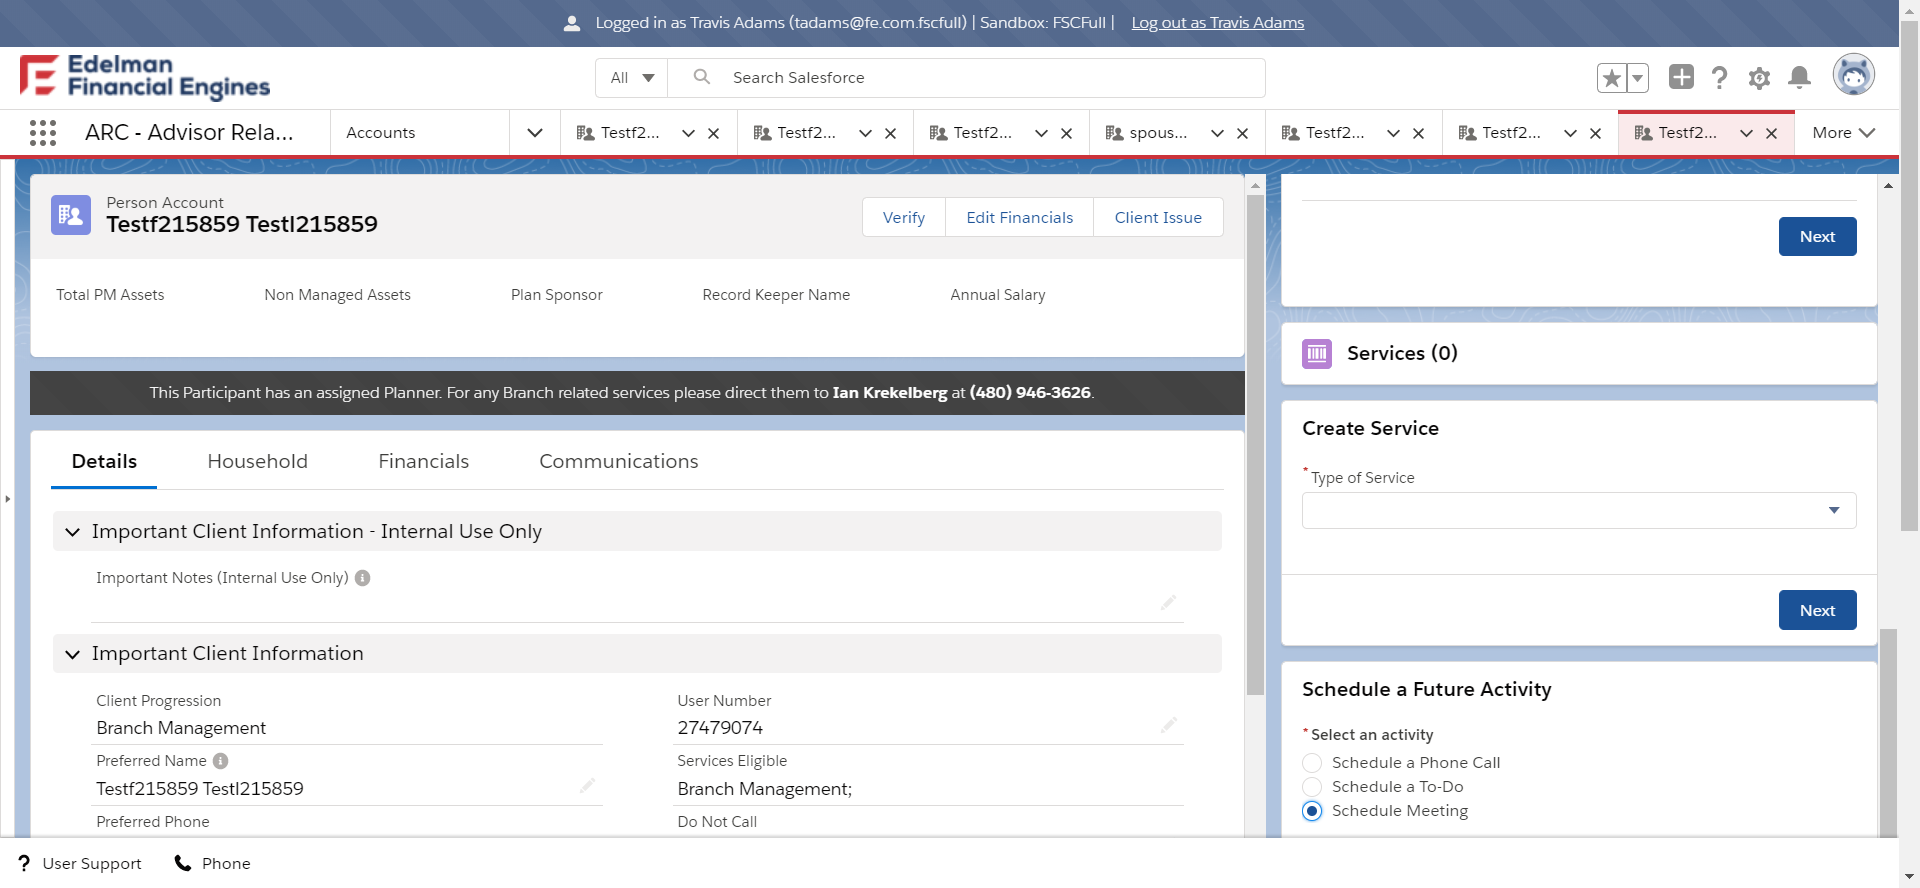 Logged in as Travis Adams (tadams@fe.com.fscfull) | Sandbox: FSCFull | Log out as Travis Adams
Edelman
Financial Engines
All
Search Salesforce
ARC - Advisor Rela...
Accounts
Testf2...
Testf2...
Testf2...
spous...
Testf2...
Testf2...
Testf2...
More
Person Account
Testf215859 Testl215859
Verify
Edit Financials
Client Issue
Total PM Assets
Non Managed Assets
Plan Sponsor
Record Keeper Name
Annual Salary
This Participant has an assigned Planner. For any Branch related services please direct them to Ian Krekelberg at (480) 946-3626.
Details
Household
Financials
Communications
Important Client Information - Internal Use Only
Important Notes (Internal Use Only)
Important Client Information
Client Progression
Branch Management
User Number
27479074
Preferred Name
Testf215859 Testl215859
Services Eligible
Branch Management;
Preferred Phone
Do Not Call
Next
Services (0)
Create Service
*Type of Service
Next
Schedule a Future Activity
*Select an activity
Schedule a Phone Call
Schedule a To-Do
Schedule Meeting
? User Support
Phone